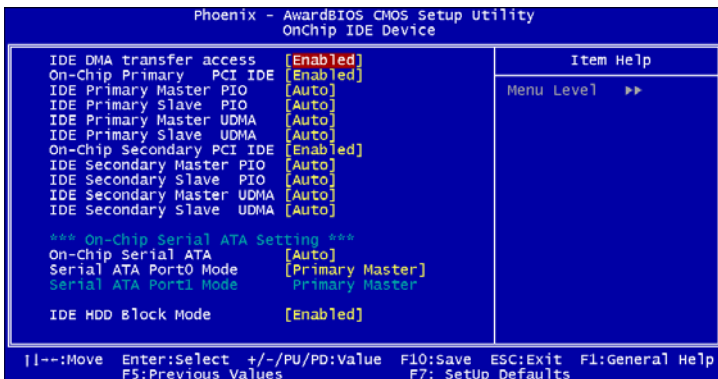 Phoenix - AwardBIOS CMOS Setup Utility
OnChip IDE Device
IDE DMA transfer access [Enabled]
On-Chip Primary PCI IDE [Enabled]
IDE Primary Master PIO [Auto]
IDE Primary Slave PIO [Auto]
IDE Primary Master UDMA [Auto]
IDE Primary Slave UDMA [Auto]
On-Chip Secondary PCI IDE [Enabled]
IDE Secondary Master PIO [Auto]
IDE Secondary Slave PIO [Auto]
IDE Secondary Master UDMA [Auto]
IDE Secondary Slave UDMA [Auto]
*** On-Chip Serial ATA Setting ***
On-Chip Serial ATA [Auto]
Serial ATA Port0 Mode [Primary Master]
Serial ATA Port1 Mode Primary Master
IDE HDD Block Mode [Enabled]
Item Help
Menu Level ▸▸
↑↓→←:Move Enter:Select +/-/PU/PD:Value F10:Save ESC:Exit F1:General Help
F5:Previous Values F7: SetUp Defaults